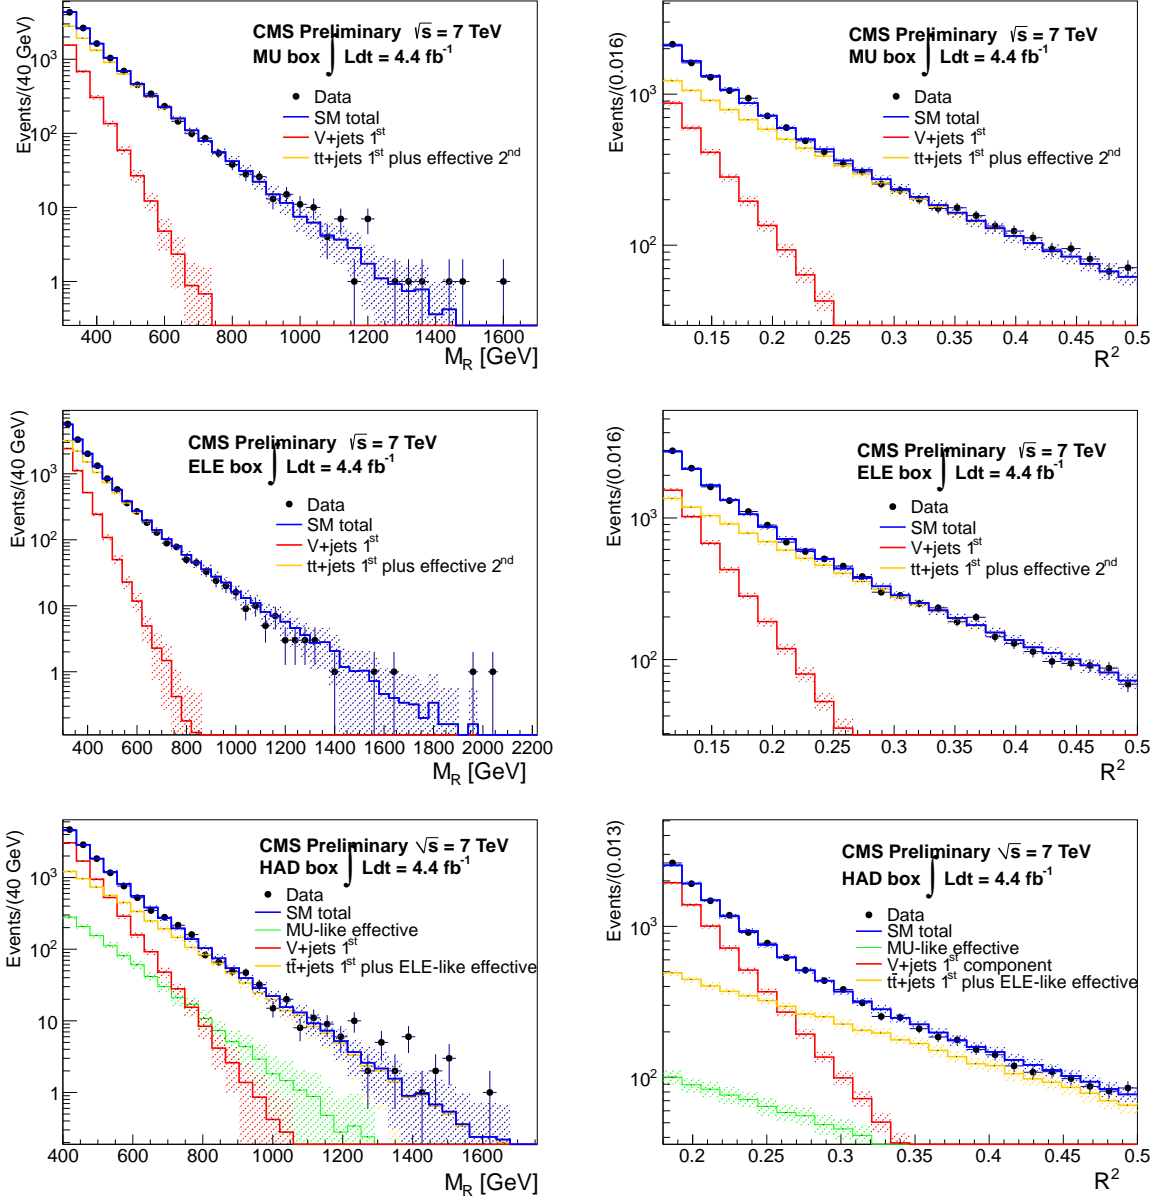 CMS Preliminary √s = 7 TeV
MU box ∫ Ldt = 4.4 fb⁻¹
Data
SM total
V+jets 1ˢᵗ
tt+jets 1ˢᵗ plus effective 2ⁿᵈ
Events/(40 GeV)
10³
10²
10
1
400 600 800 1000 1200 1400 1600
M_R [GeV]
CMS Preliminary √s = 7 TeV
MU box ∫ Ldt = 4.4 fb⁻¹
Data
SM total
V+jets 1ˢᵗ
tt+jets 1ˢᵗ plus effective 2ⁿᵈ
Events/(0.016)
10³
10²
0.15 0.2 0.25 0.3 0.35 0.4 0.45 0.5
R²
CMS Preliminary √s = 7 TeV
ELE box ∫ Ldt = 4.4 fb⁻¹
Data
SM total
V+jets 1ˢᵗ
tt+jets 1ˢᵗ plus effective 2ⁿᵈ
Events/(40 GeV)
10³
10²
10
1
400 600 800 1000 1200 1400 1600 1800 2000 2200
M_R [GeV]
CMS Preliminary √s = 7 TeV
ELE box ∫ Ldt = 4.4 fb⁻¹
Data
SM total
V+jets 1ˢᵗ
tt+jets 1ˢᵗ plus effective 2ⁿᵈ
Events/(0.016)
10³
10²
0.15 0.2 0.25 0.3 0.35 0.4 0.45 0.5
R²
CMS Preliminary √s = 7 TeV
HAD box ∫ Ldt = 4.4 fb⁻¹
Data
SM total
MU-like effective
V+jets 1ˢᵗ
tt̄+jets 1ˢᵗ plus ELE-like effective
Events/(40 GeV)
10³
10²
10
1
400 600 800 1000 1200 1400 1600
M_R [GeV]
CMS Preliminary √s = 7 TeV
HAD box ∫ Ldt = 4.4 fb⁻¹
Data
SM total
MU-like effective
V+jets 1ˢᵗ component
tt̄+jets 1ˢᵗ plus ELE-like effective
Events/(0.013)
10³
10²
0.2 0.25 0.3 0.35 0.4 0.45 0.5
R²